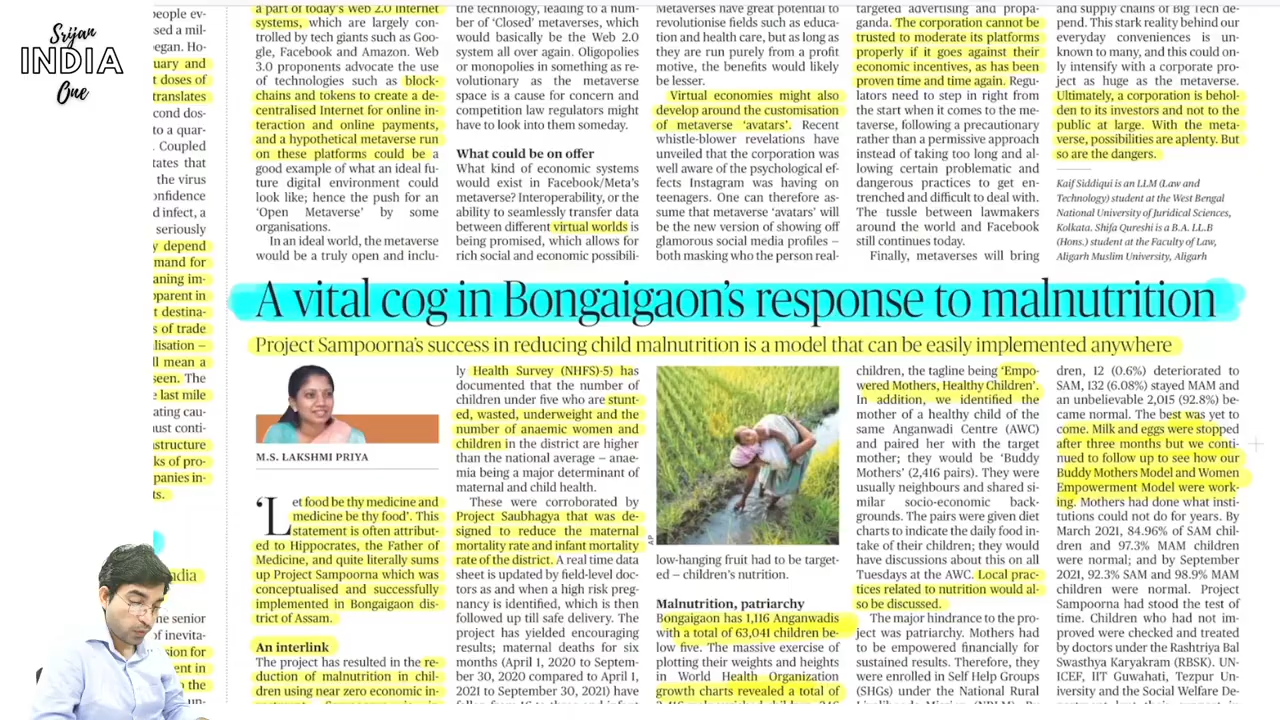 Srijan
INDIA
One
people ev-
sed a mil-
began. Ho-
uary and
t doses of
translates
cond dos-
to a quar-
. Coupled
tates that
the virus
onfidence
d infect, a
seriously
y depend
mand for
aning im-
parent in
t destina-
s of trade
lisation –
ll mean a
seen. The
last mile
ating cau-
ust conti-
astructure
ks of pro-
panies in-
ts.
ndia
he senior
of inevita-
sion for
ent in
to the
un-
a part of today's Web 2.0 internet
systems, which are largely con-
trolled by tech giants such as Goo-
gle, Facebook and Amazon. Web
3.0 proponents advocate the use
of technologies such as block-
chains and tokens to create a de-
centralised Internet for online in-
teraction and online payments,
and a hypothetical metaverse run
on these platforms could be a
good example of what an ideal fu-
ture digital environment could
look like; hence the push for an
'Open Metaverse' by some
organisations.
In an ideal world, the metaverse
would be a truly open and inclu-
the technology, leading to a num-
ber of 'Closed' metaverses, which
would basically be the Web 2.0
system all over again. Oligopolies
or monopolies in something as re-
volutionary as the metaverse
space is a cause for concern and
competition law regulators might
have to look into them someday.
What could be on offer
What kind of economic systems
would exist in Facebook/Meta's
metaverse? Interoperability, or the
ability to seamlessly transfer data
between different virtual worlds is
being promised, which allows for
rich social and economic possibili-
Metaverses have great potential to
revolutionise fields such as educa-
tion and health care, but as long as
they are run purely from a profit
motive, the benefits would likely
be lesser.
Virtual economies might also
develop around the customisation
of metaverse 'avatars'. Recent
whistle-blower revelations have
unveiled that the corporation was
well aware of the psychological ef-
fects Instagram was having on
teenagers. One can therefore as-
sume that metaverse 'avatars' will
be the new version of showing off
glamorous social media profiles –
both masking who the person real-
targeted advertising and propa-
ganda. The corporation cannot be
trusted to moderate its platforms
properly if it goes against their
economic incentives, as has been
proven time and time again. Regu-
lators need to step in right from
the start when it comes to the me-
taverse, following a precautionary
rather than a permissive approach
instead of taking too long and al-
lowing certain problematic and
dangerous practices to get en-
trenched and difficult to deal with.
The tussle between lawmakers
around the world and Facebook
still continues today.
Finally, metaverses will bring
and supply chains of Big Tech de-
pend. This stark reality behind our
everyday conveniences is un-
known to many, and this could on-
ly intensify with a corporate pro-
ject as huge as the metaverse.
Ultimately, a corporation is behol-
den to its investors and not to the
public at large. With the meta-
verse, possibilities are aplenty. But
so are the dangers.
Kaif Siddiqui is an LLM (Law and
Technology) student at the West Bengal
National University of Juridical Sciences,
Kolkata. Shifa Qureshi is a B.A. LL.B
(Hons.) student at the Faculty of Law,
Aligarh Muslim University, Aligarh
A vital cog in Bongaigaon's response to malnutrition
Project Sampoorna's success in reducing child malnutrition is a model that can be easily implemented anywhere
M.S. LAKSHMI PRIYA
'Let food be thy medicine and
medicine be thy food'. This
statement is often attribut-
ed to Hippocrates, the Father of
Medicine, and quite literally sums
up Project Sampoorna which was
conceptualised and successfully
implemented in Bongaigaon dis-
trict of Assam.
An interlink
The project has resulted in the re-
duction of malnutrition in chil-
dren using near zero economic in-
ly Health Survey (NHFS)-5) has
documented that the number of
children under five who are stunt-
ed, wasted, underweight and the
number of anaemic women and
children in the district are higher
than the national average – anae-
mia being a major determinant of
maternal and child health.
These were corroborated by
Project Saubhagya that was de-
signed to reduce the maternal
mortality rate and infant mortality
rate of the district. A real time data
sheet is updated by field-level doc-
tors as and when a high risk preg-
nancy is identified, which is then
followed up till safe delivery. The
project has yielded encouraging
results; maternal deaths for six
months (April 1, 2020 to Septem-
ber 30, 2020 compared to April 1,
2021 to September 30, 2021) have
AP
low-hanging fruit had to be target-
ed – children's nutrition.
Malnutrition, patriarchy
Bongaigaon has 1,116 Anganwadis
with a total of 63,041 children be-
low five. The massive exercise of
plotting their weights and heights
in World Health Organization
growth charts revealed a total of
children, the tagline being 'Empo-
wered Mothers, Healthy Children'.
In addition, we identified the
mother of a healthy child of the
same Anganwadi Centre (AWC)
and paired her with the target
mother; they would be 'Buddy
Mothers' (2,416 pairs). They were
usually neighbours and shared si-
milar socio-economic back-
grounds. The pairs were given diet
charts to indicate the daily food in-
take of their children; they would
have discussions about this on all
Tuesdays at the AWC. Local prac-
tices related to nutrition would al-
so be discussed.
The major hindrance to the pro-
ject was patriarchy. Mothers had
to be empowered financially for
sustained results. Therefore, they
were enrolled in Self Help Groups
(SHGs) under the National Rural
dren, 12 (0.6%) deteriorated to
SAM, 132 (6.08%) stayed MAM and
an unbelievable 2,015 (92.8%) be-
came normal. The best was yet to
come. Milk and eggs were stopped
after three months but we conti-
nued to follow up to see how our
Buddy Mothers Model and Women
Empowerment Model were work-
ing. Mothers had done what insti-
tutions could not do for years. By
March 2021, 84.96% of SAM chil-
dren and 97.3% MAM children
were normal; and by September
2021, 92.3% SAM and 98.9% MAM
children were normal. Project
Sampoorna had stood the test of
time. Children who had not im-
proved were checked and treated
by doctors under the Rashtriya Bal
Swasthya Karyakram (RBSK). UN-
ICEF, IIT Guwahati, Tezpur Uni-
versity and the Social Welfare De-